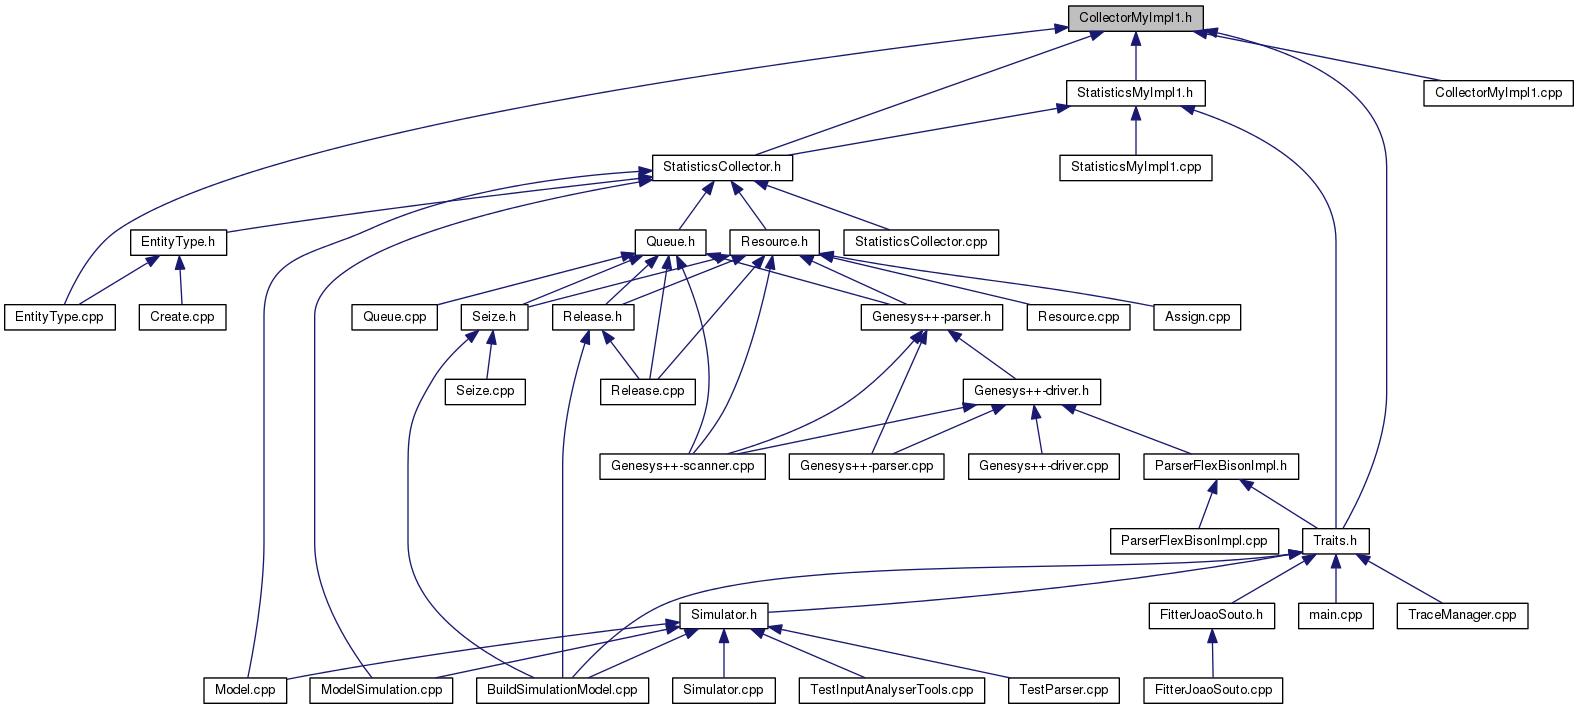 CollectorMyImpl1.h
StatisticsMyImpl1.h
CollectorMyImpl1.cpp
StatisticsCollector.h
StatisticsMyImpl1.cpp
EntityType.h
Queue.h
Resource.h
StatisticsCollector.cpp
EntityType.cpp
Create.cpp
Queue.cpp
Seize.h
Release.h
Genesys++-parser.h
Resource.cpp
Assign.cpp
Seize.cpp
Release.cpp
Genesys++-driver.h
Genesys++-scanner.cpp
Genesys++-parser.cpp
Genesys++-driver.cpp
ParserFlexBisonImpl.h
ParserFlexBisonImpl.cpp
Traits.h
Simulator.h
FitterJoaoSouto.h
main.cpp
TraceManager.cpp
Model.cpp
ModelSimulation.cpp
BuildSimulationModel.cpp
Simulator.cpp
TestInputAnalyserTools.cpp
TestParser.cpp
FitterJoaoSouto.cpp